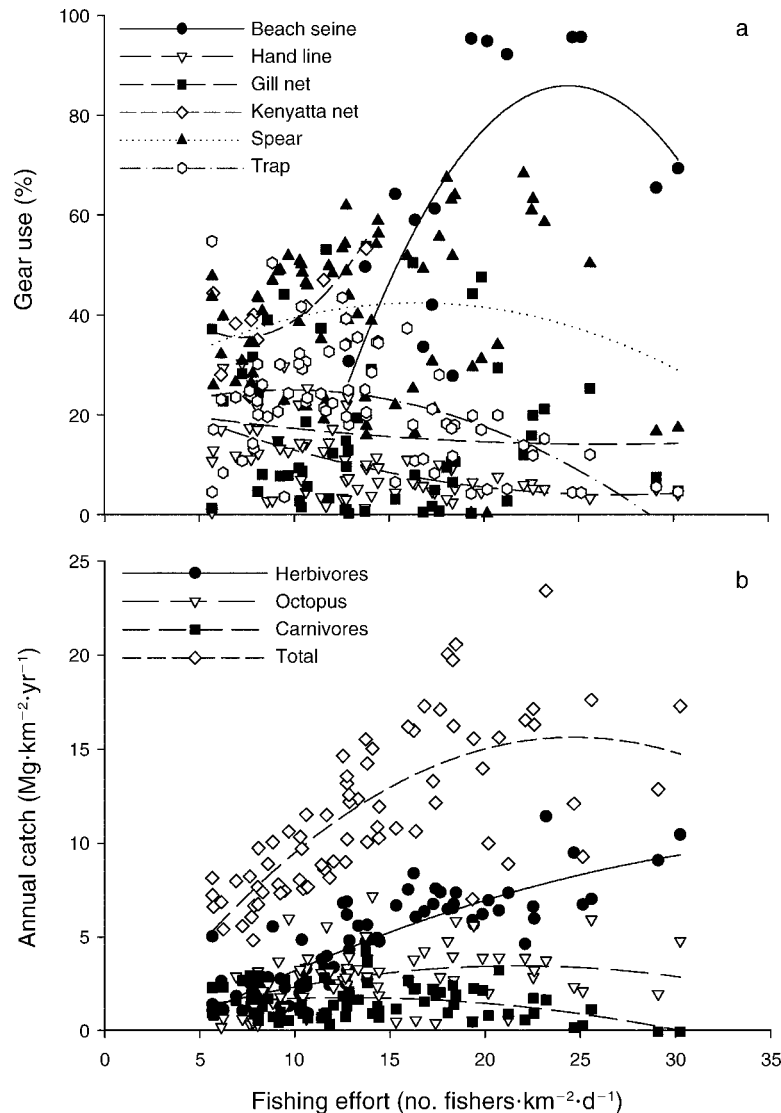 a
Beach seine
Hand line
Gill net
Kenyatta net
Spear
Trap
Gear use (%)
100
80
60
40
20
0
b
Herbivores
Octopus
Carnivores
Total
Annual catch (Mg·km⁻²·yr⁻¹)
25
20
15
10
5
0
0 5 10 15 20 25 30 35
Fishing effort (no. fishers·km⁻²·d⁻¹)